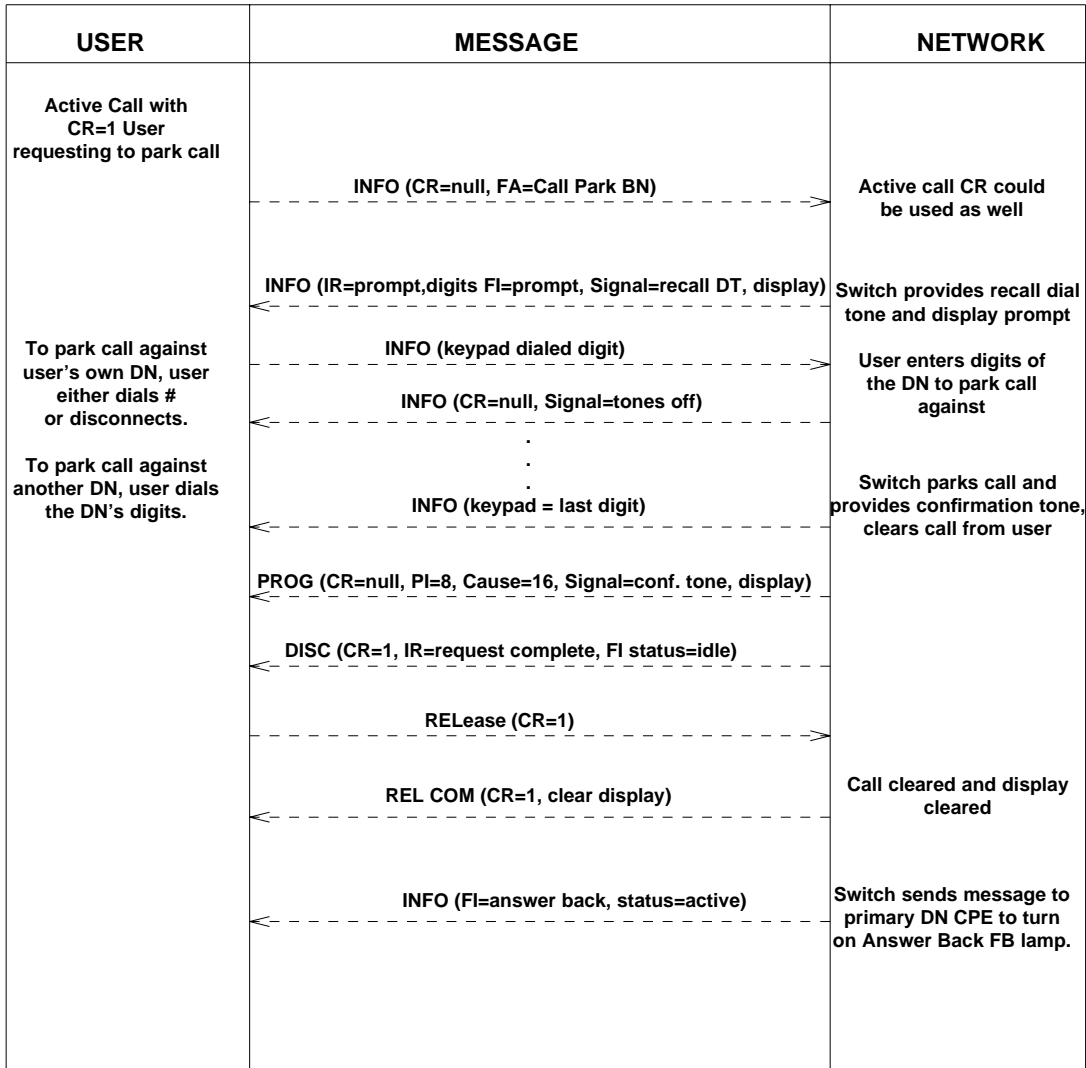 USER
MESSAGE
NETWORK
Active Call with
CR=1 User
requesting to park call
INFO (CR=null, FA=Call Park BN)
Active call CR could
be used as well
INFO (IR=prompt,digits FI=prompt, Signal=recall DT, display)
Switch provides recall dial
tone and display prompt
To park call against
user's own DN, user
either dials #
or disconnects.
INFO (keypad dialed digit)
User enters digits of
the DN to park call
against
INFO (CR=null, Signal=tones off)
.
.
.
To park call against
another DN, user dials
the DN's digits.
INFO (keypad = last digit)
Switch parks call and
provides confirmation tone,
clears call from user
PROG (CR=null, PI=8, Cause=16, Signal=conf. tone, display)
DISC (CR=1, IR=request complete, FI status=idle)
RELease (CR=1)
REL COM (CR=1, clear display)
Call cleared and display
cleared
INFO (FI=answer back, status=active)
Switch sends message to
primary DN CPE to turn
on Answer Back FB lamp.